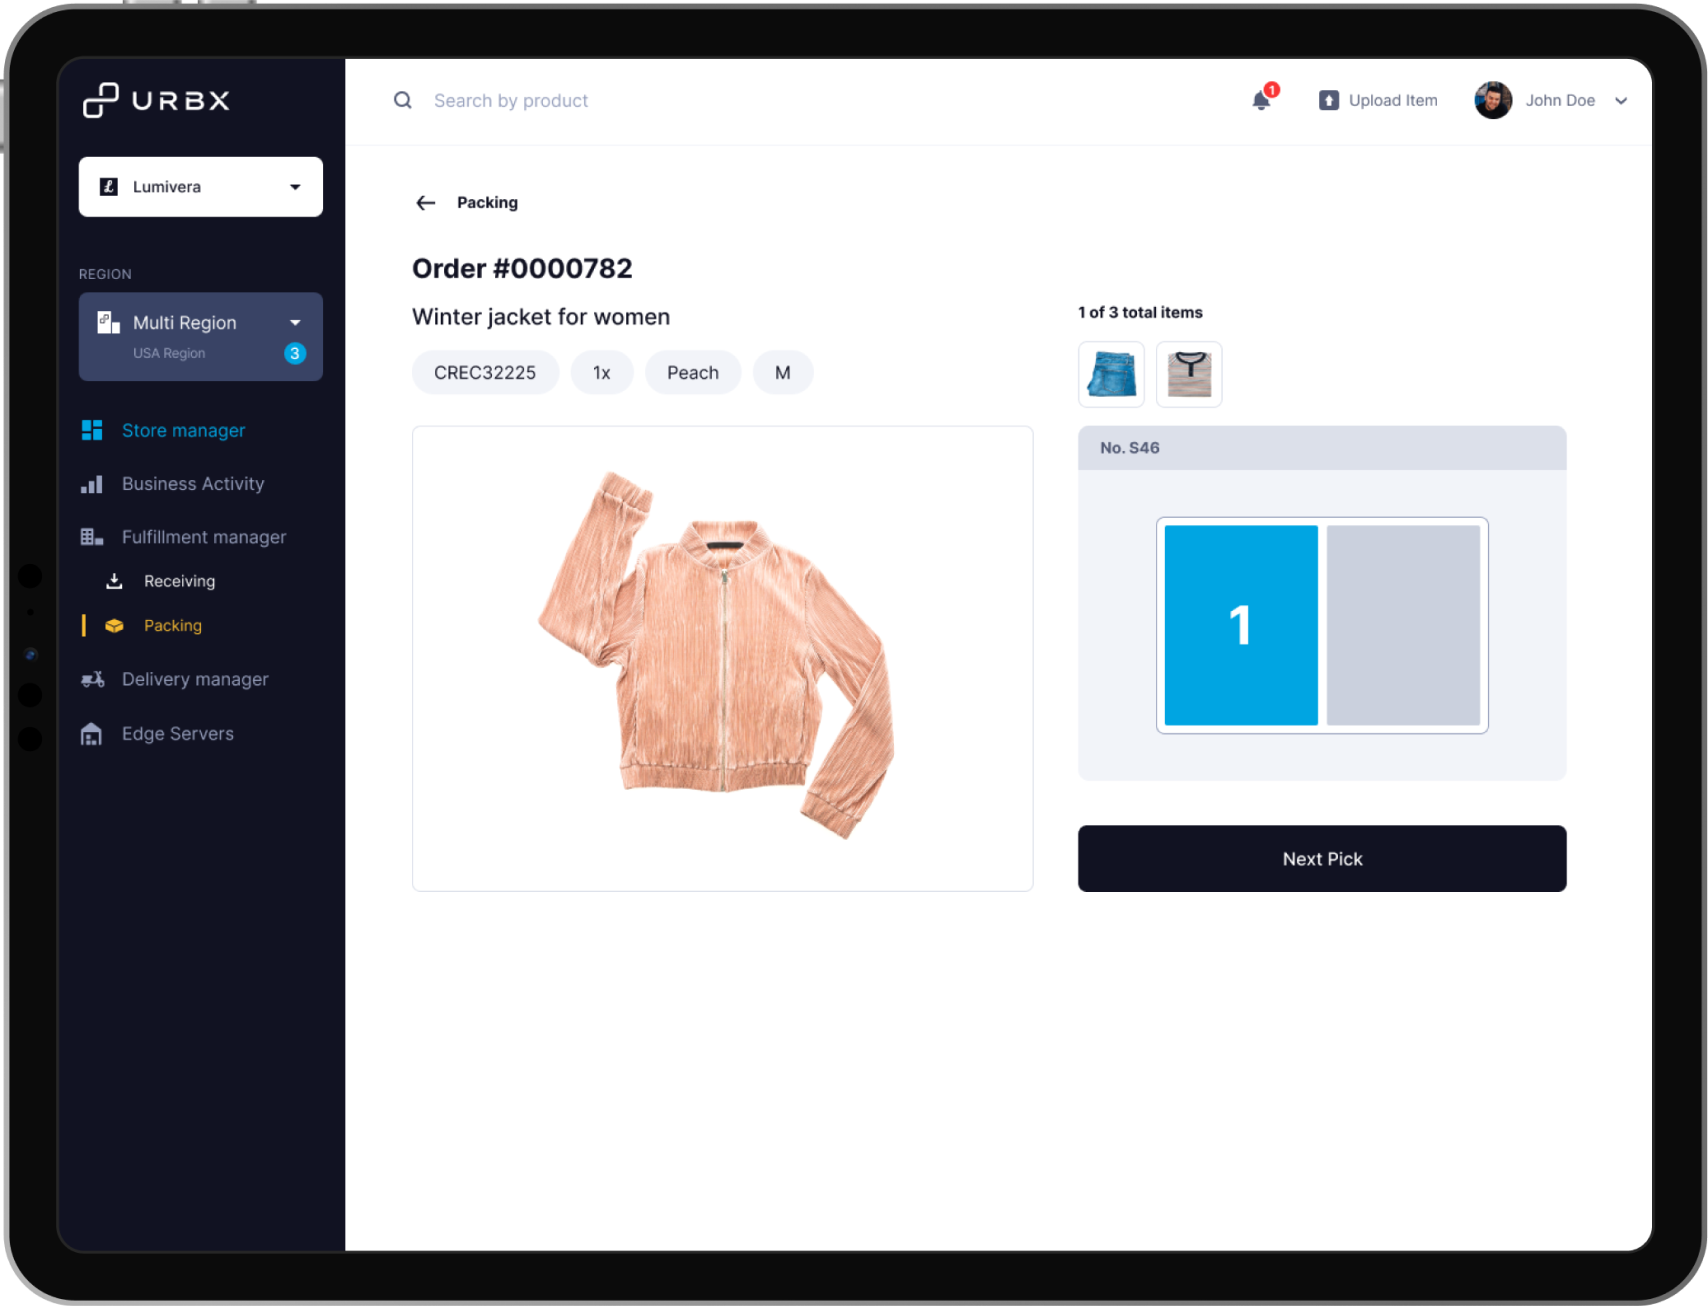 URBX
Lumivera
REGION
Multi Region
USA Region
3
Store manager
Business Activity
Fulfillment manager
Receiving
Packing
Delivery manager
Edge Servers
Search by product
1
Upload Item
John Doe
Packing
Order #0000782
Winter jacket for women
CREC32225
1x
Peach
M
1 of 3 total items
No. S46
1
Next Pick